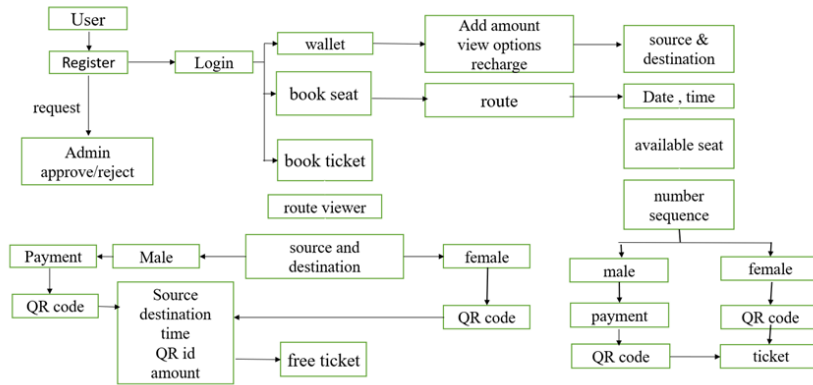 User
Register
Login
request
Admin
approve/reject
wallet
book seat
book ticket
route viewer
Add amount
view options
recharge
route
source &
destination
Date , time
available seat
number
sequence
male
payment
QR code
female
QR code
ticket
source and
destination
Male
Payment
QR code
female
QR code
Source
destination
time
QR id
amount
free ticket